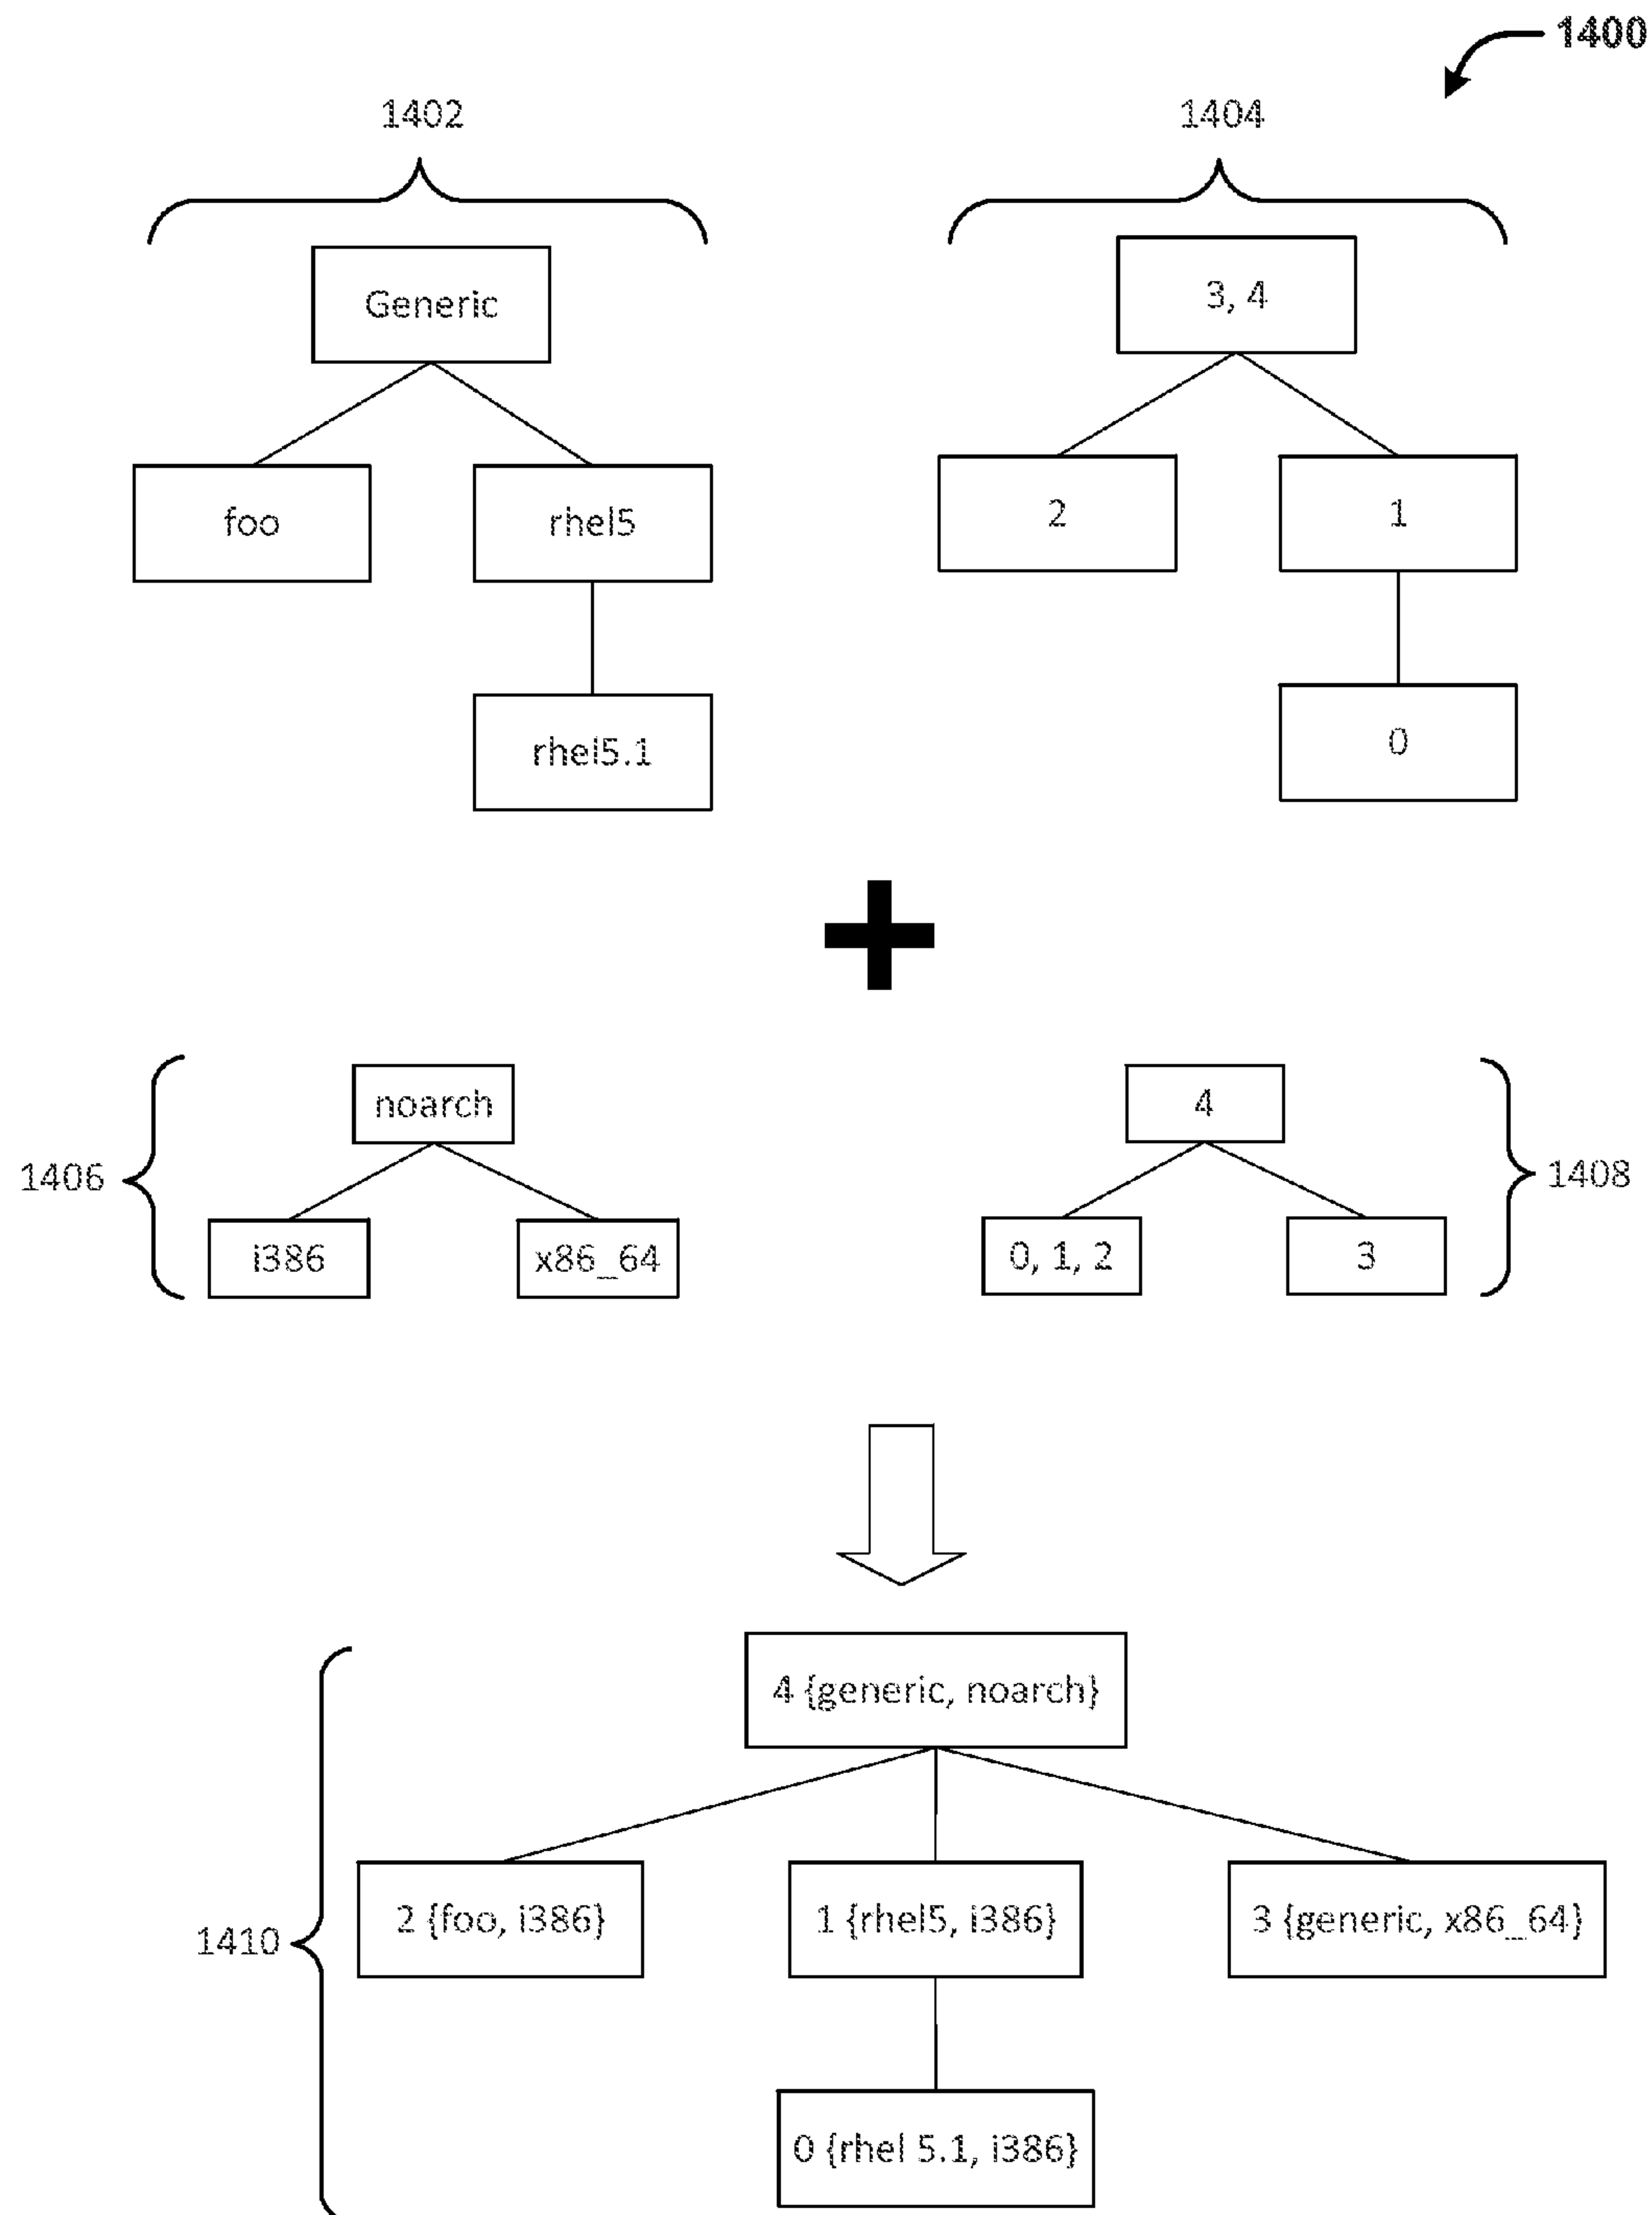 1400
1402
1404
Generic
3, 4
foo
rhel5
2
1
rhel5.1
0
noarch
4
1406
1408
i386
x86_64
0, 1, 2
3
4 {generic, noarch}
2 {foo, i386}
1 {rhel5, i386}
3 {generic, x86_64}
1410
0 {rhel 5.1, i386}